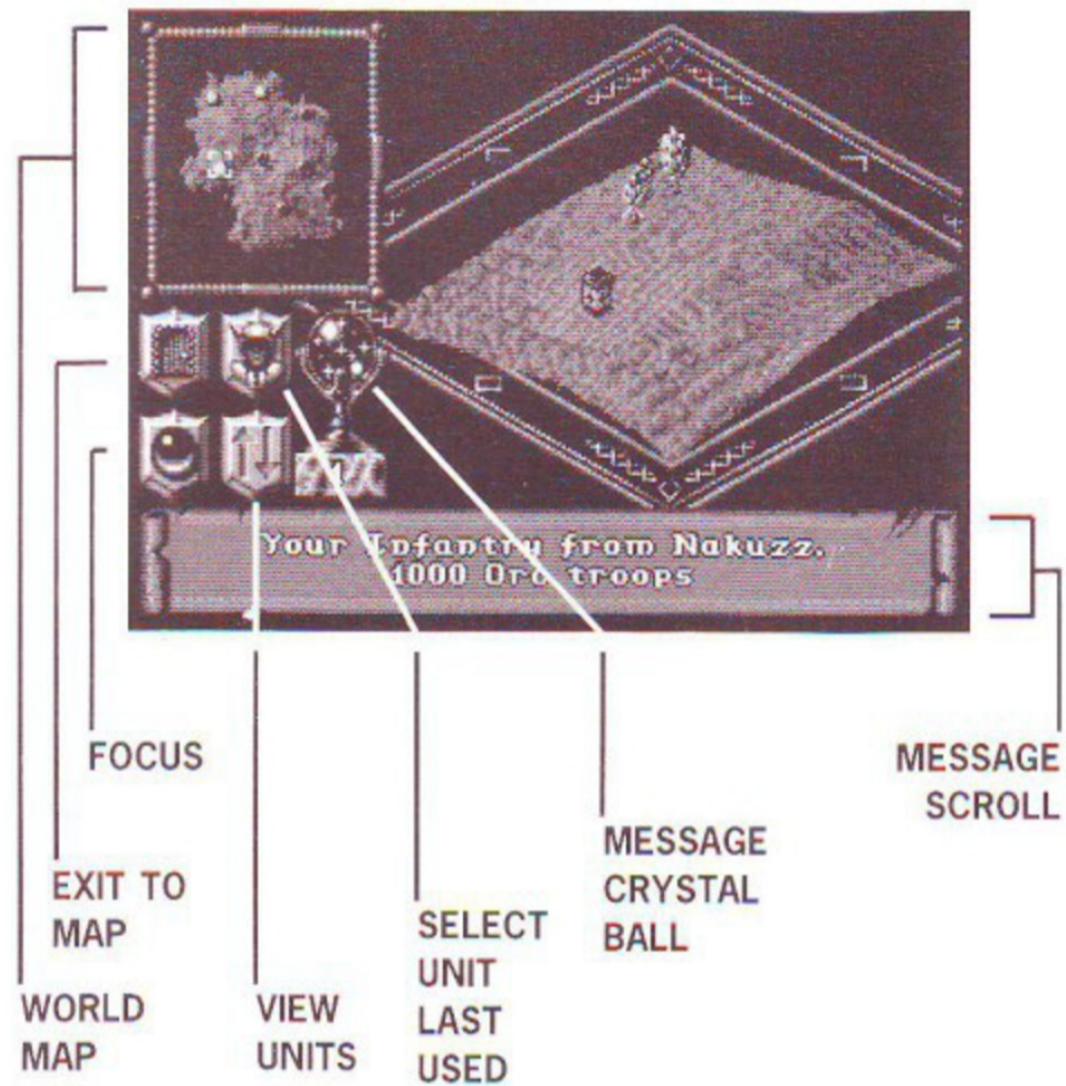 Your Infantry from Nakuzz.
1000 Orc troops
FOCUS
MESSAGE
SCROLL
MESSAGE
CRYSTAL
BALL
EXIT TO
MAP
SELECT
UNIT
LAST
USED
WORLD
MAP
VIEW
UNITS